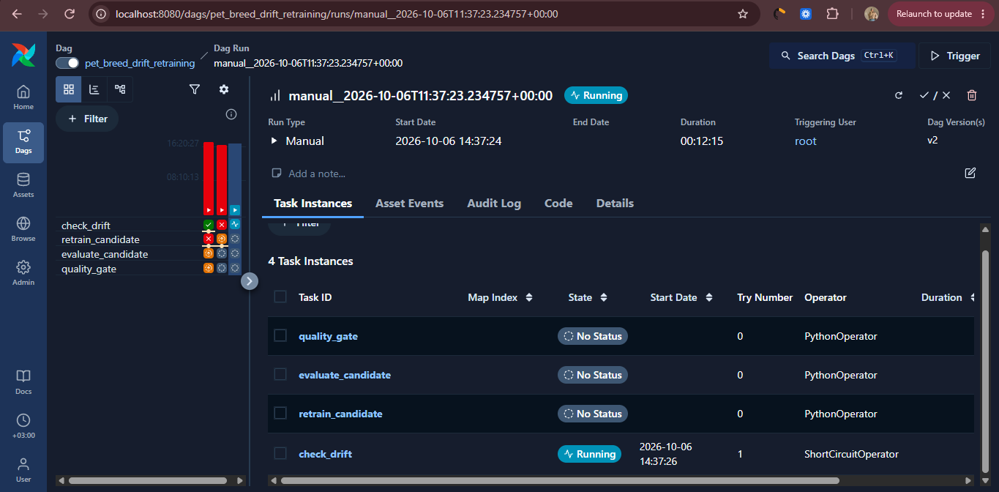 localhost:8080/dags/pet_breed_drift_retraining/runs/manual__2026-10-06T11:37:23.234757+00:00
Relaunch to update
Dag
pet_breed_drift_retraining
Dag Run
manual__2026-10-06T11:37:23.234757+00:00
Search Dags
Ctrl+K
Trigger
Home
Dags
Assets
Browse
Admin
Docs
+03:00
User
+ Filter
16:20:27
08:10:13
check_drift
retrain_candidate
evaluate_candidate
quality_gate
manual__2026-10-06T11:37:23.234757+00:00
Running
Run Type
Start Date
End Date
Duration
Triggering User
Dag Version(s)
Manual
2026-10-06 14:37:24
00:12:15
root
v2
Add a note...
Task Instances
Asset Events
Audit Log
Code
Details
+ Filter
4 Task Instances
Task ID
Map Index
State
Start Date
Try Number
Operator
Duration
quality_gate
No Status
0
PythonOperator
evaluate_candidate
No Status
0
PythonOperator
retrain_candidate
No Status
0
PythonOperator
check_drift
Running
2026-10-06
14:37:26
1
ShortCircuitOperator